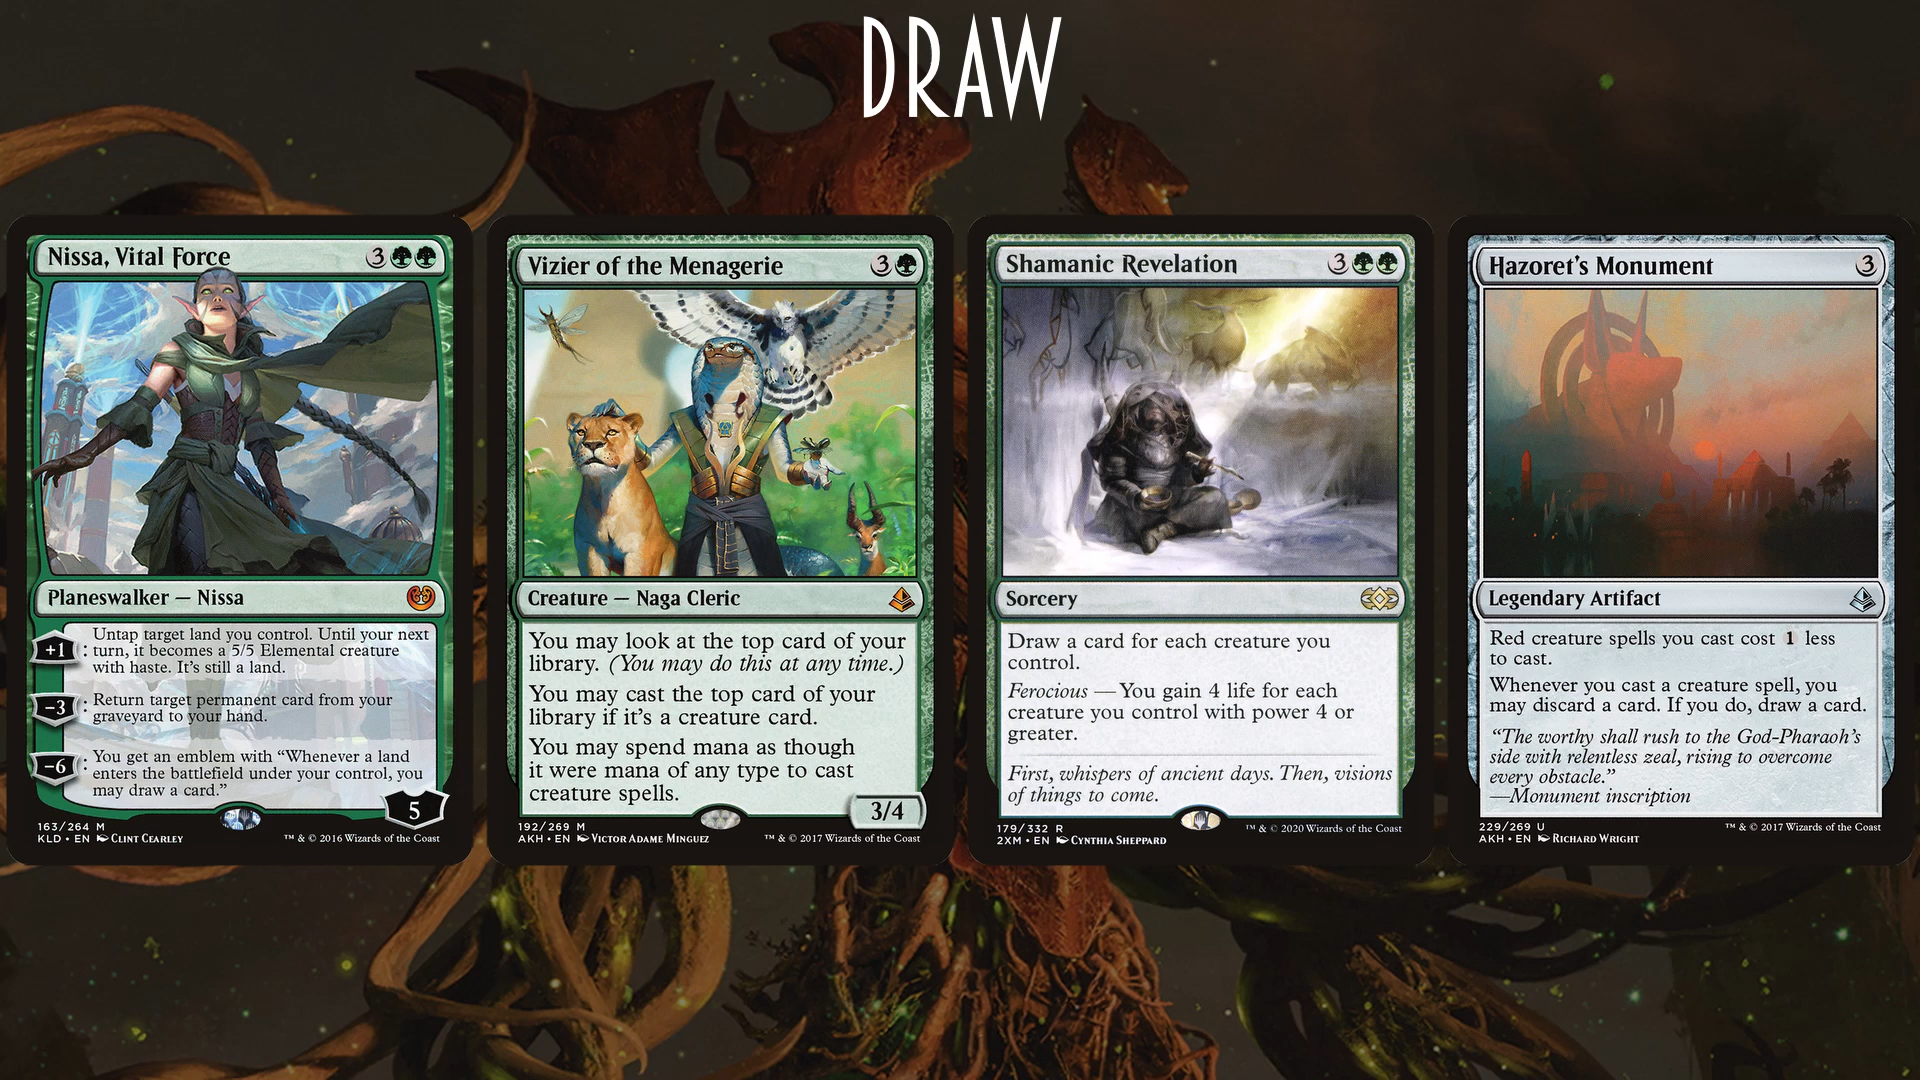 DRAW
Nissa, Vital Force 3
Planeswalker — Nissa
+1 : Untap target land you control. Until your next
turn, it becomes a 5/5 Elemental creature
with haste. It's still a land.
−3 : Return target permanent card from your
graveyard to your hand.
−6 : You get an emblem with “Whenever a land
enters the battlefield under your control, you
may draw a card.”
5
163/264 M
KLD • EN Clint Cearley
™ & © 2016 Wizards of the Coast
Vizier of the Menagerie 3
Creature — Naga Cleric
You may look at the top card of your
library. (You may do this at any time.)
You may cast the top card of your
library if it's a creature card.
You may spend mana as though
it were mana of any type to cast
creature spells.
3/4
192/269 M
AKH • EN Victor Adame Minguez
™ & © 2017 Wizards of the Coast
Shamanic Revelation 3
Sorcery
Draw a card for each creature you
control.
Ferocious — You gain 4 life for each
creature you control with power 4 or
greater.
First, whispers of ancient days. Then, visions
of things to come.
179/332 R
2XM • EN Cynthia Sheppard
™ & © 2020 Wizards of the Coast
Hazoret's Monument 3
Legendary Artifact
Red creature spells you cast cost 1 less
to cast.
Whenever you cast a creature spell, you
may discard a card. If you do, draw a card.
“The worthy shall rush to the God-Pharaoh's
side with relentless zeal, rising to overcome
every obstacle.”
—Monument inscription
229/269 U
AKH • EN Richard Wright
™ & © 2017 Wizards of the Coast